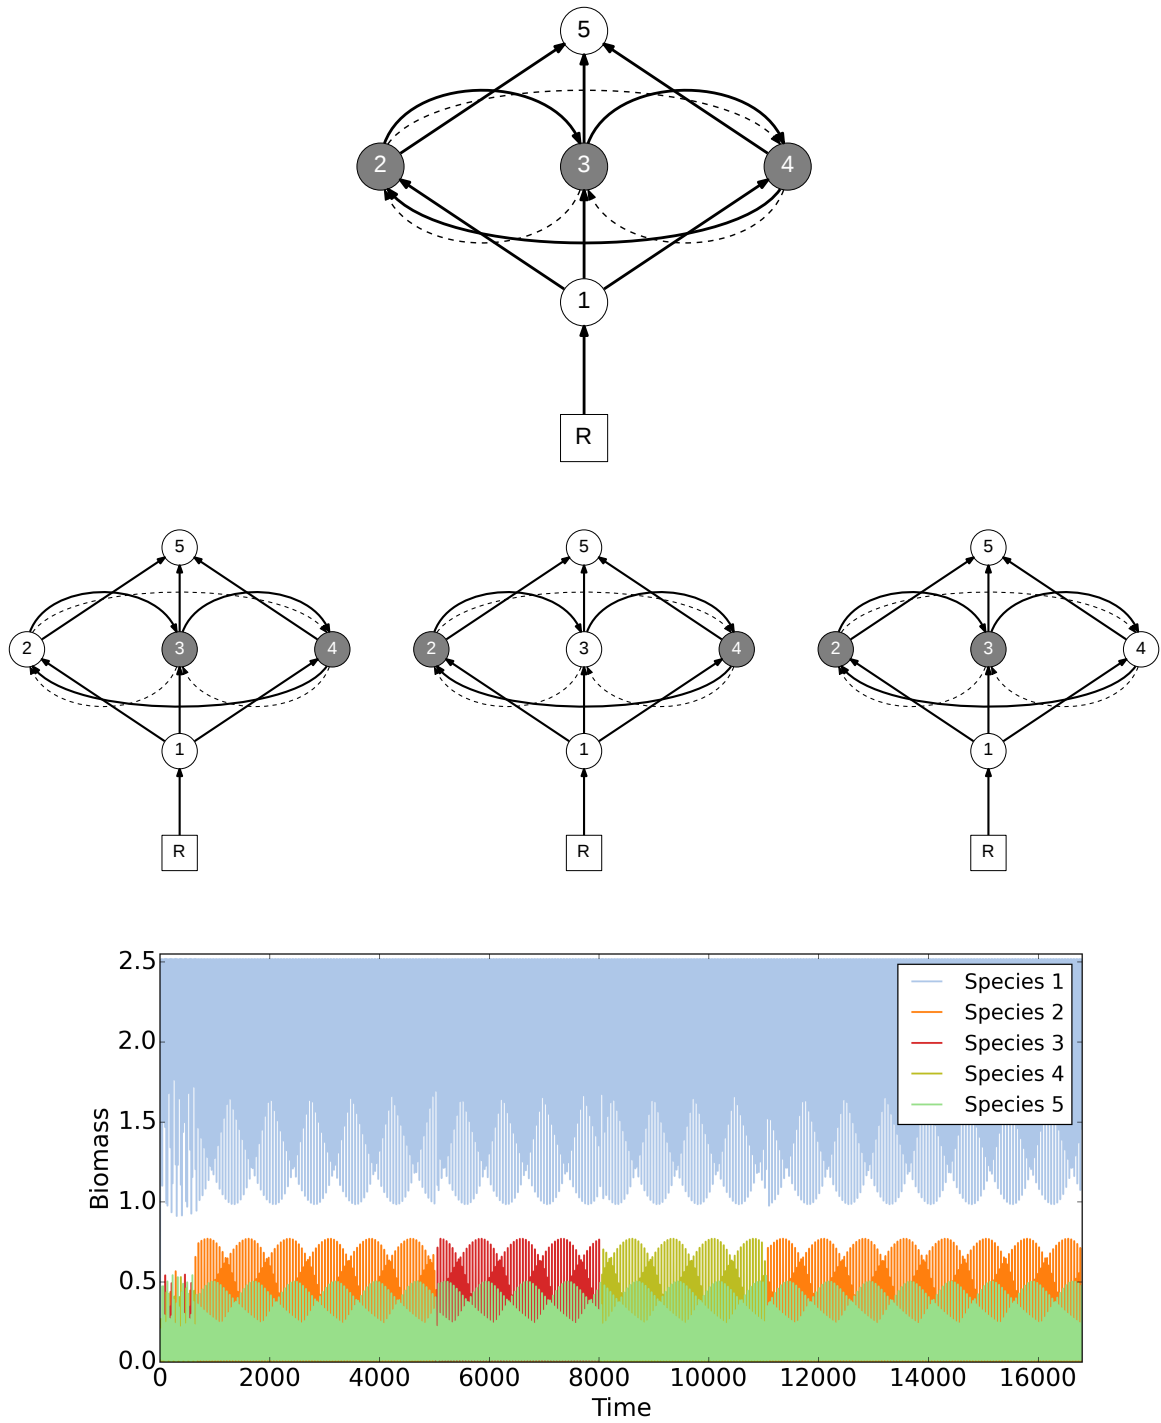 5
2 3 4
1
R
5 5 5
2 3 4 2 3 4 2 3 4
1 1 1
R R R
2.5
2.0
1.5
1.0
0.5
0.0
Biomass
Species 1
Species 2
Species 3
Species 4
Species 5
0 2000 4000 6000 8000 10000 12000 14000 16000
Time